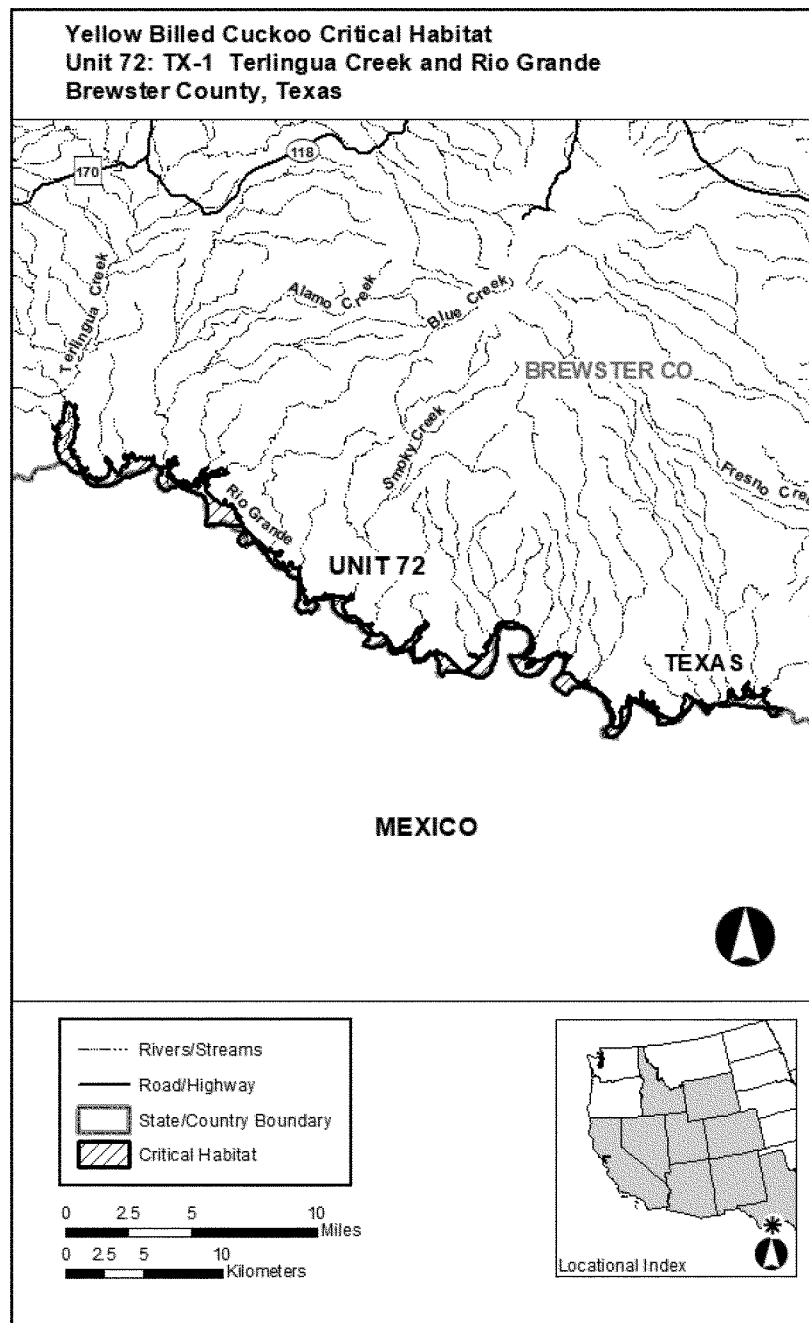 Yellow Billed Cuckoo Critical Habitat
Unit 72: TX-1 Terlingua Creek and Rio Grande
Brewster County, Texas
118
170
Terlingua Creek
Alamo Creek
Blue Creek
BREWSTER CO
Smoky Creek
Fresno Cree
Rio Grande
UNIT 72
TEXAS
MEXICO
Rivers/Streams
Road/Highway
State/Country Boundary
Critical Habitat
0 2.5 5 10
Miles
0 2.5 5 10
Kilometers
Locational Index